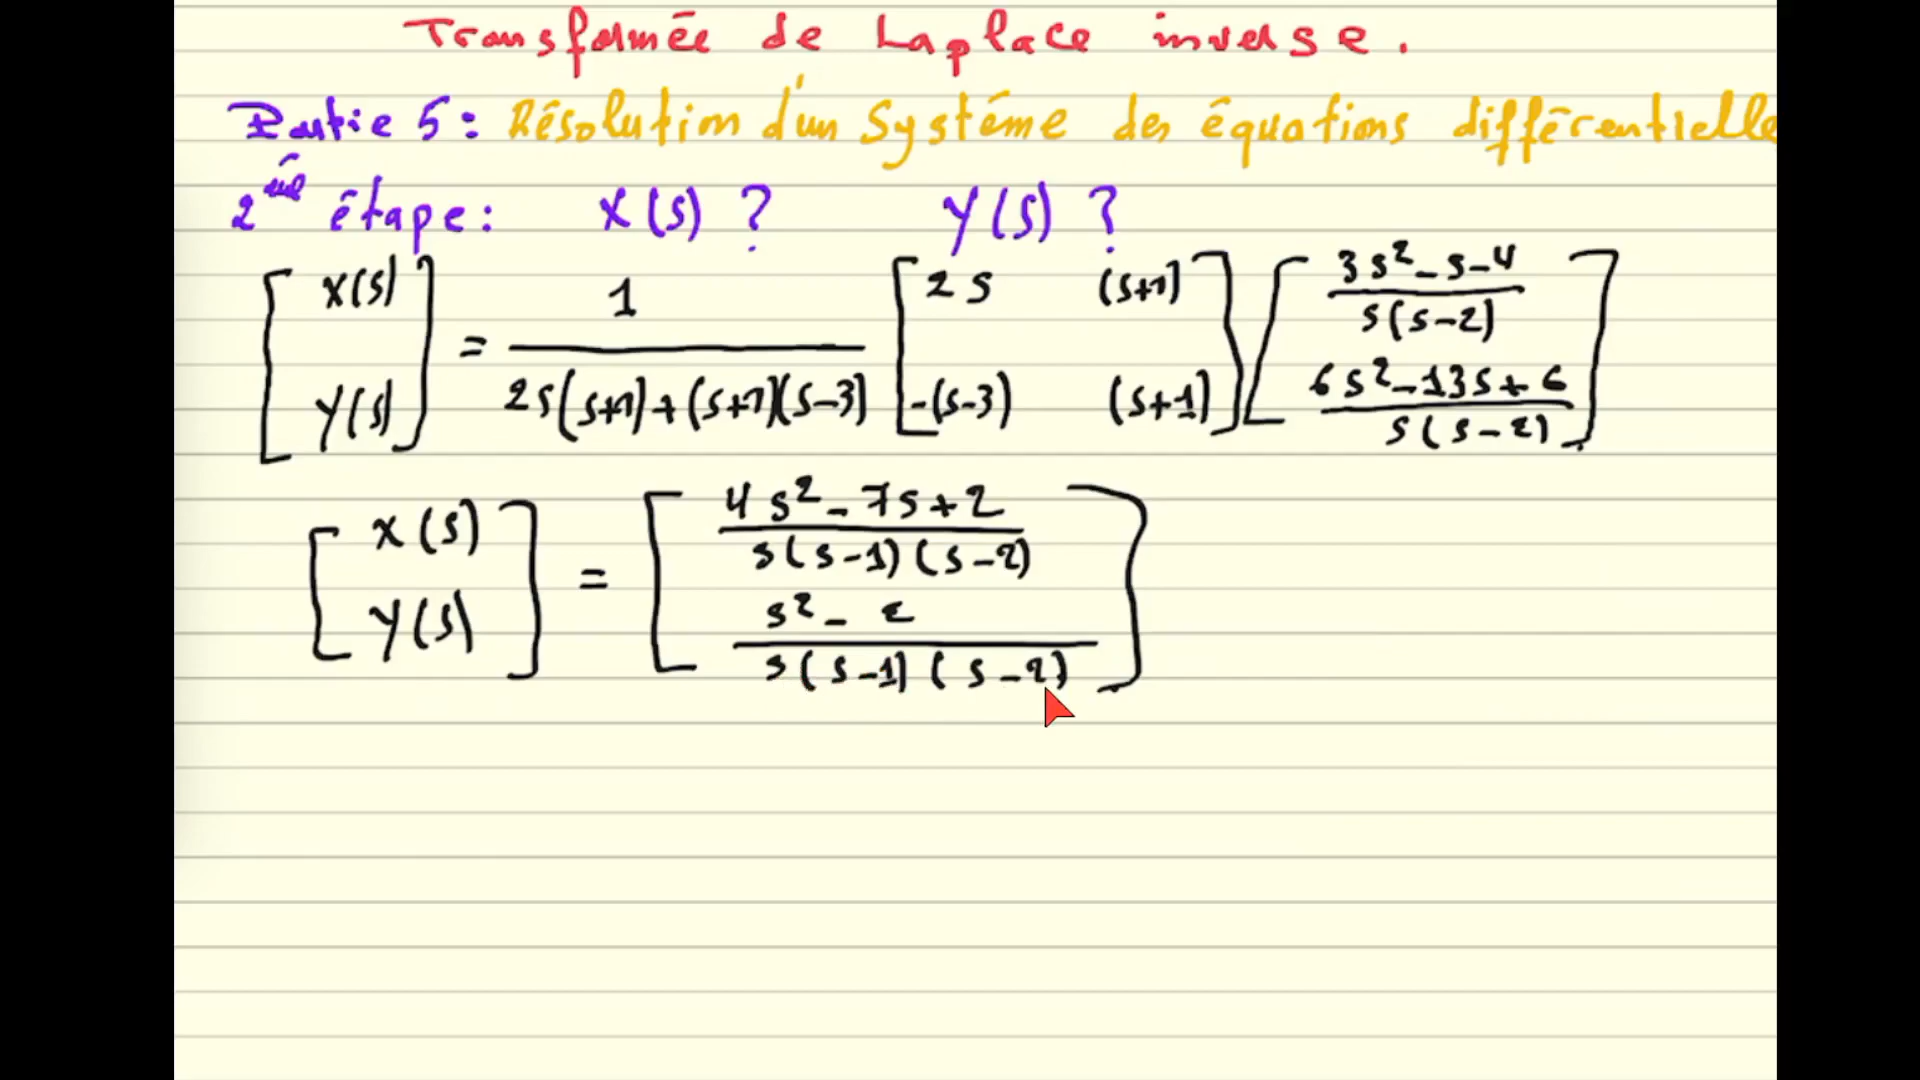 Transformée de Laplace inverse.
Partie 5: Résolution d'un Système des équations différentielle
2ème étape: X(s) ? Y(s) ?
[X(s) Y(s)] = 1 / (2s(s+1)+(s+1)(s-3)) [2s (s+1) -(s-3) (s+1)] [(3s²-s-4)/(s(s-2)) (6s²-13s+6)/(s(s-2))]
[X(s) Y(s)] = [(4s²-7s+2)/(s(s-1)(s-2)) (s²-2)/(s(s-1)(s-2))]